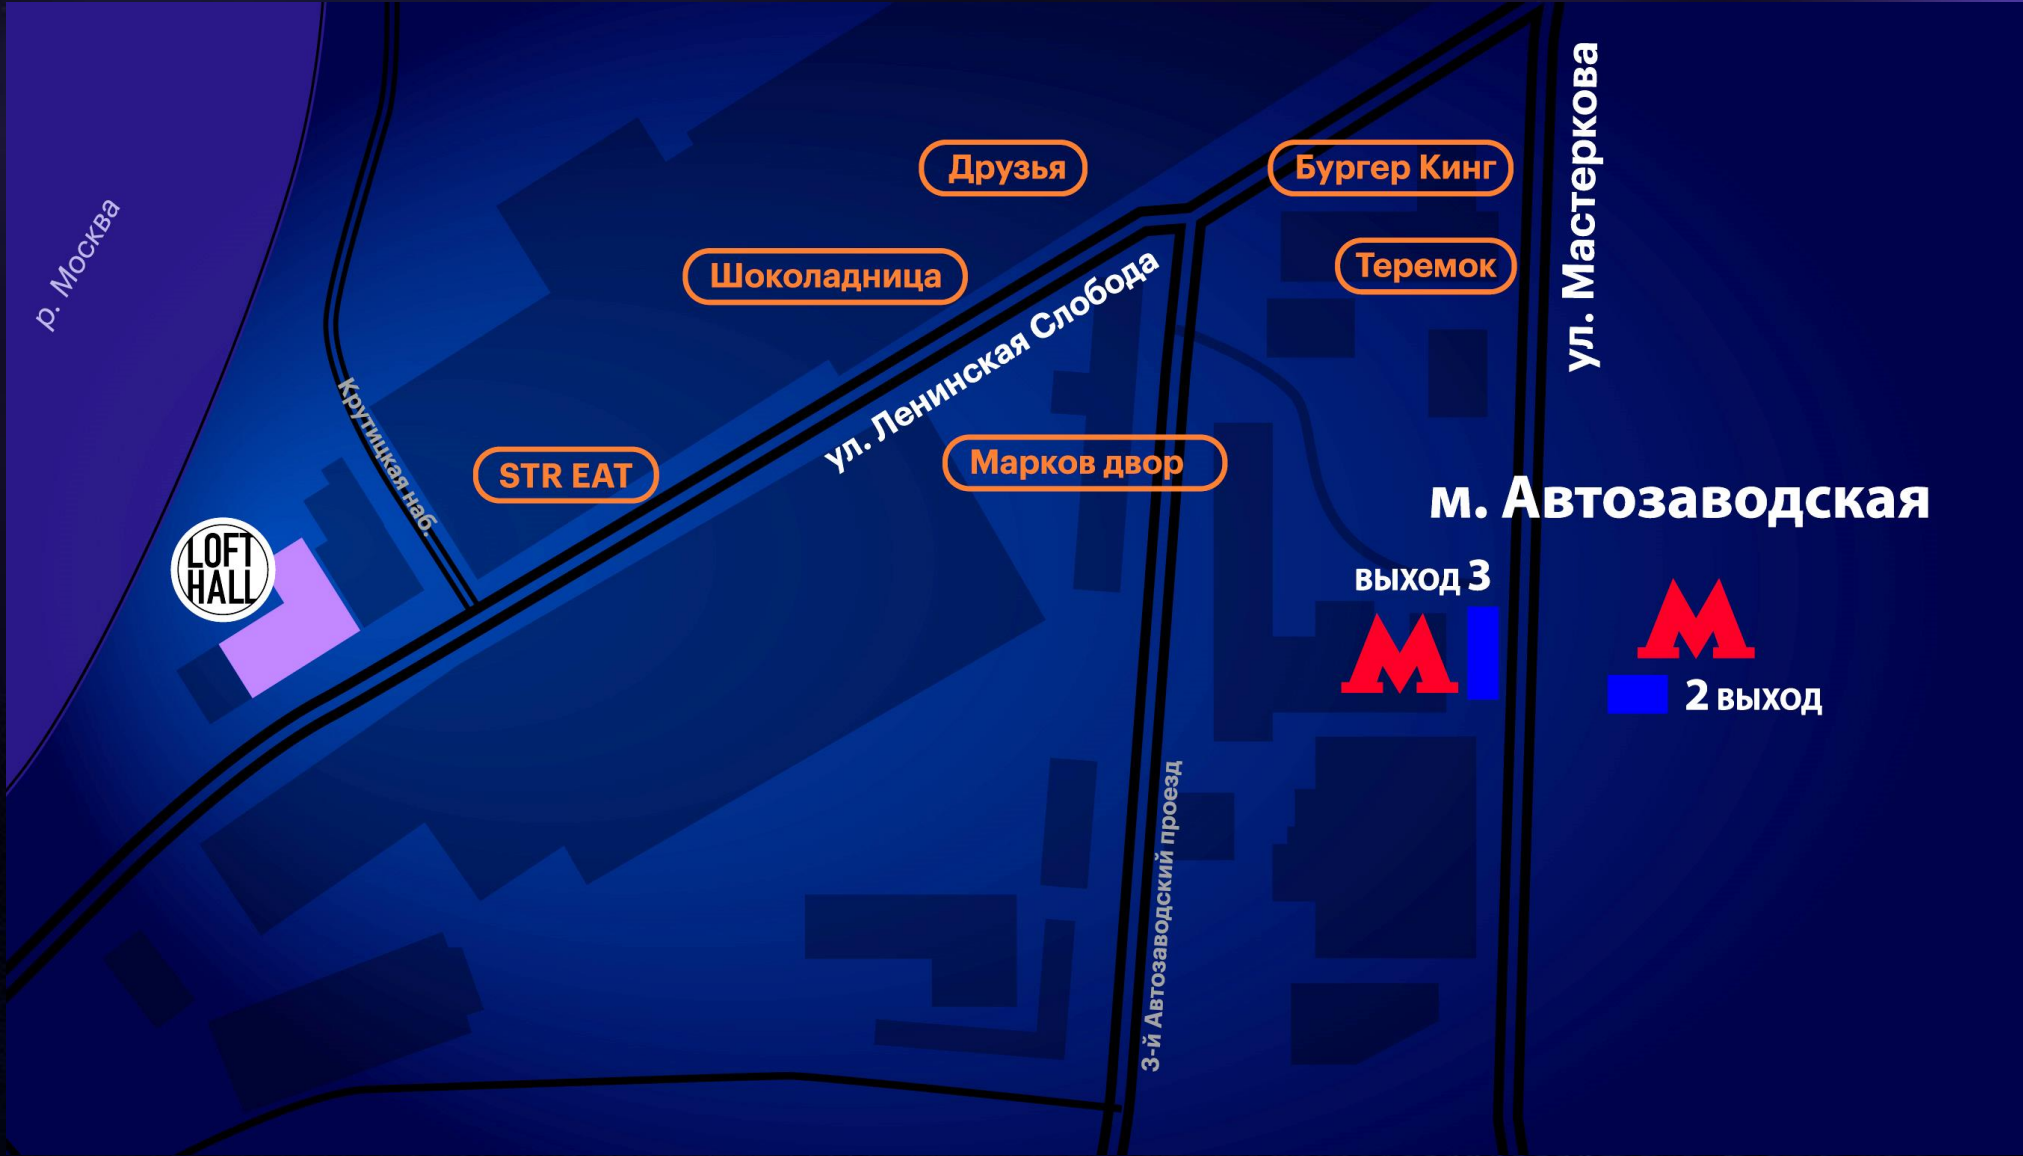 ул. Мастеркова
Друзья
Бургер Кинг
р. Москва
Шоколадница
ул. Ленинская Слобода
Теремок
Крутицкая наб.
STR EAT
Марков двор
м. Автозаводская
LOFT
HALL
выход 3
2 выход
3-й Автозаводский проезд